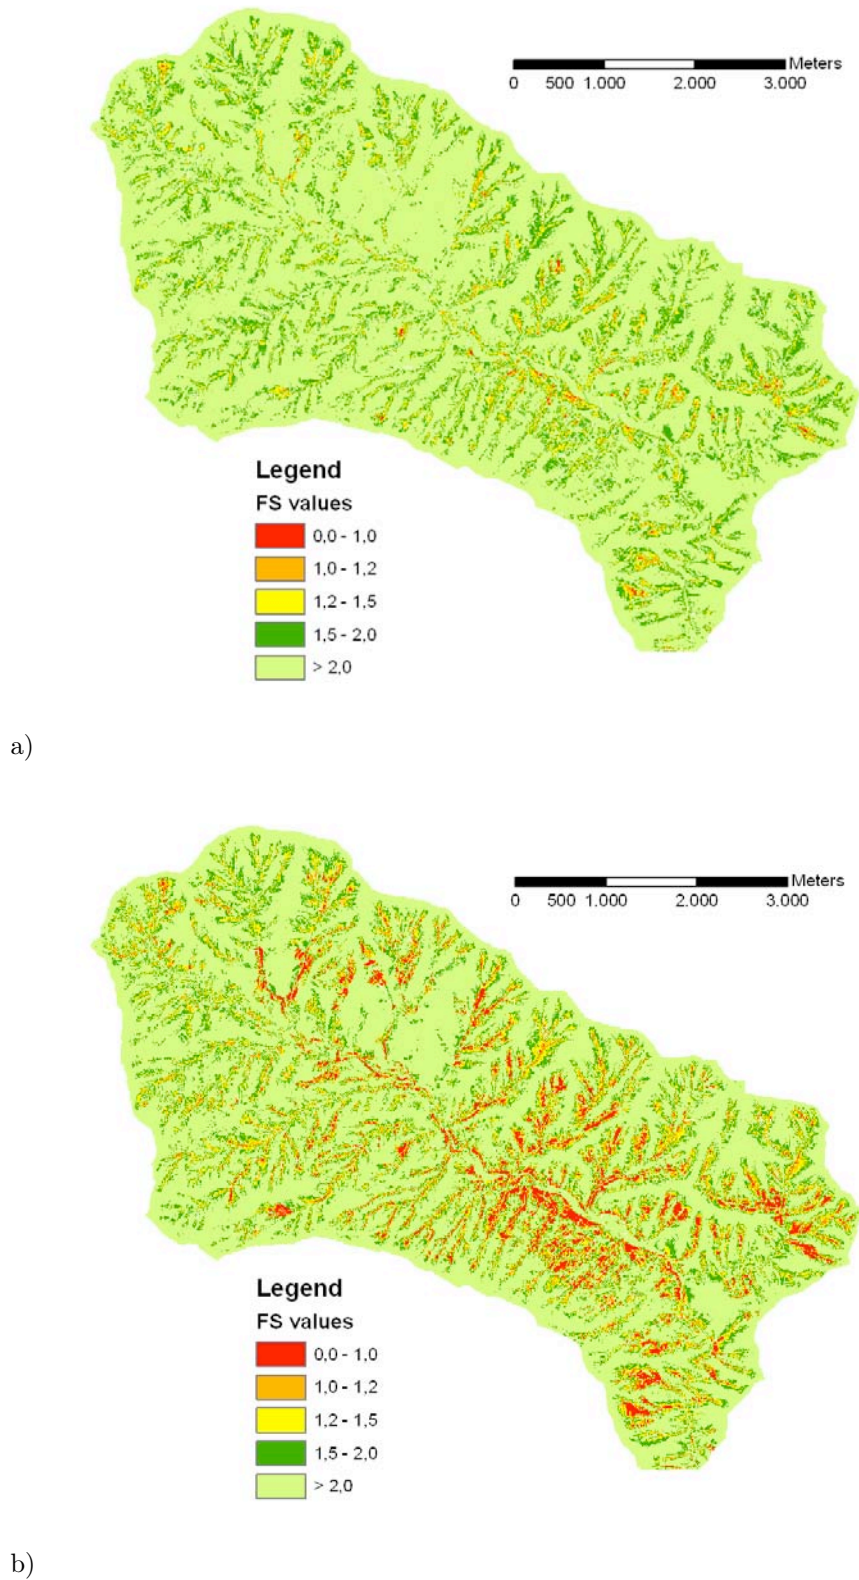 Meters
0 500 1.000 2.000 3.000
Legend
FS values
0,0 - 1,0
1,0 - 1,2
1,2 - 1,5
1,5 - 2,0
> 2,0
a)
Meters
0 500 1.000 2.000 3.000
Legend
FS values
0,0 - 1,0
1,0 - 1,2
1,2 - 1,5
1,5 - 2,0
> 2,0
b)